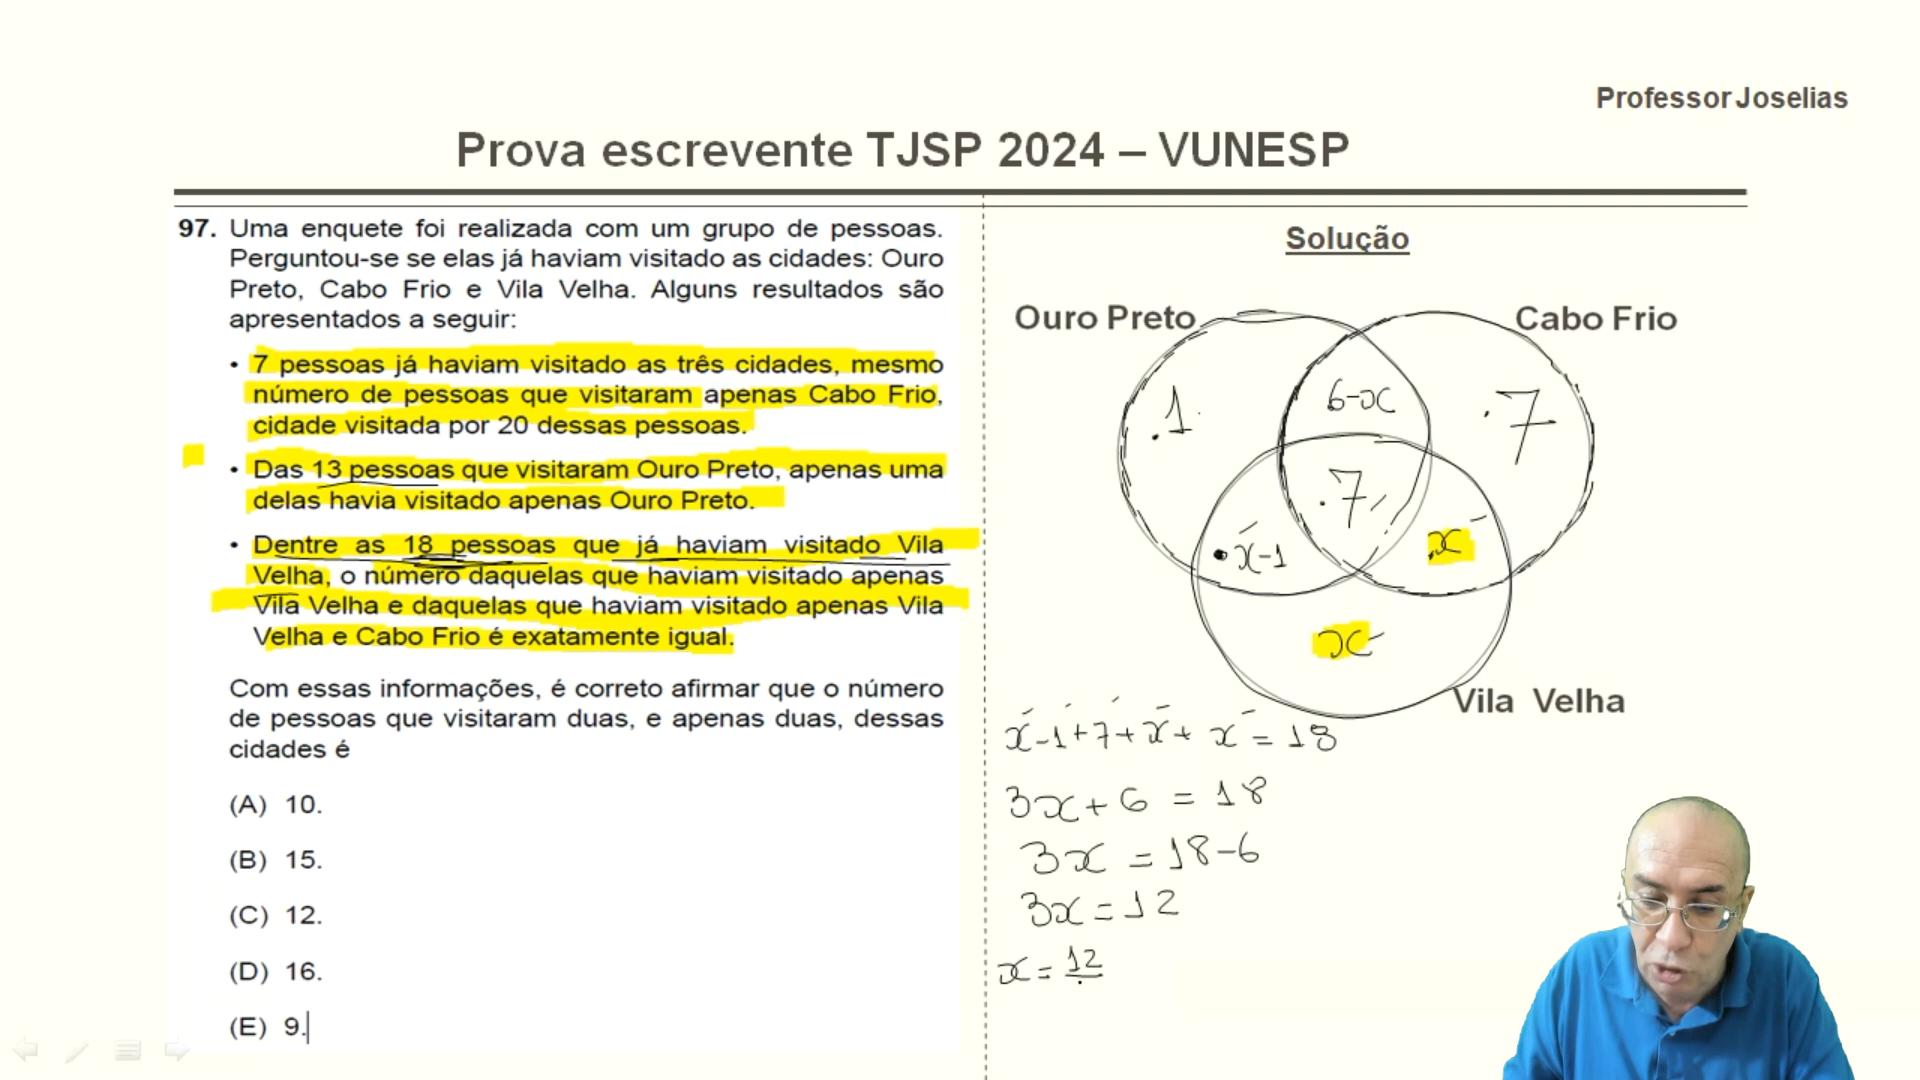 Professor Joselias
Prova escrevente TJSP 2024 – VUNESP
97. Uma enquete foi realizada com um grupo de pessoas.
Perguntou-se se elas já haviam visitado as cidades: Ouro
Preto, Cabo Frio e Vila Velha. Alguns resultados são
apresentados a seguir:
• 7 pessoas já haviam visitado as três cidades, mesmo
número de pessoas que visitaram apenas Cabo Frio,
cidade visitada por 20 dessas pessoas.
• Das 13 pessoas que visitaram Ouro Preto, apenas uma
delas havia visitado apenas Ouro Preto.
• Dentre as 18 pessoas que já haviam visitado Vila
Velha, o número daquelas que haviam visitado apenas
Vila Velha e daquelas que haviam visitado apenas Vila
Velha e Cabo Frio é exatamente igual.
Com essas informações, é correto afirmar que o número
de pessoas que visitaram duas, e apenas duas, dessas
cidades é
(A) 10.
(B) 15.
(C) 12.
(D) 16.
(E) 9.
Solução
Ouro Preto
Cabo Frio
1
6-x
7
7
x-1
x
x
Vila Velha
x-1+7+x+x=18
3x+6=18
3x=18-6
3x=12
x=12